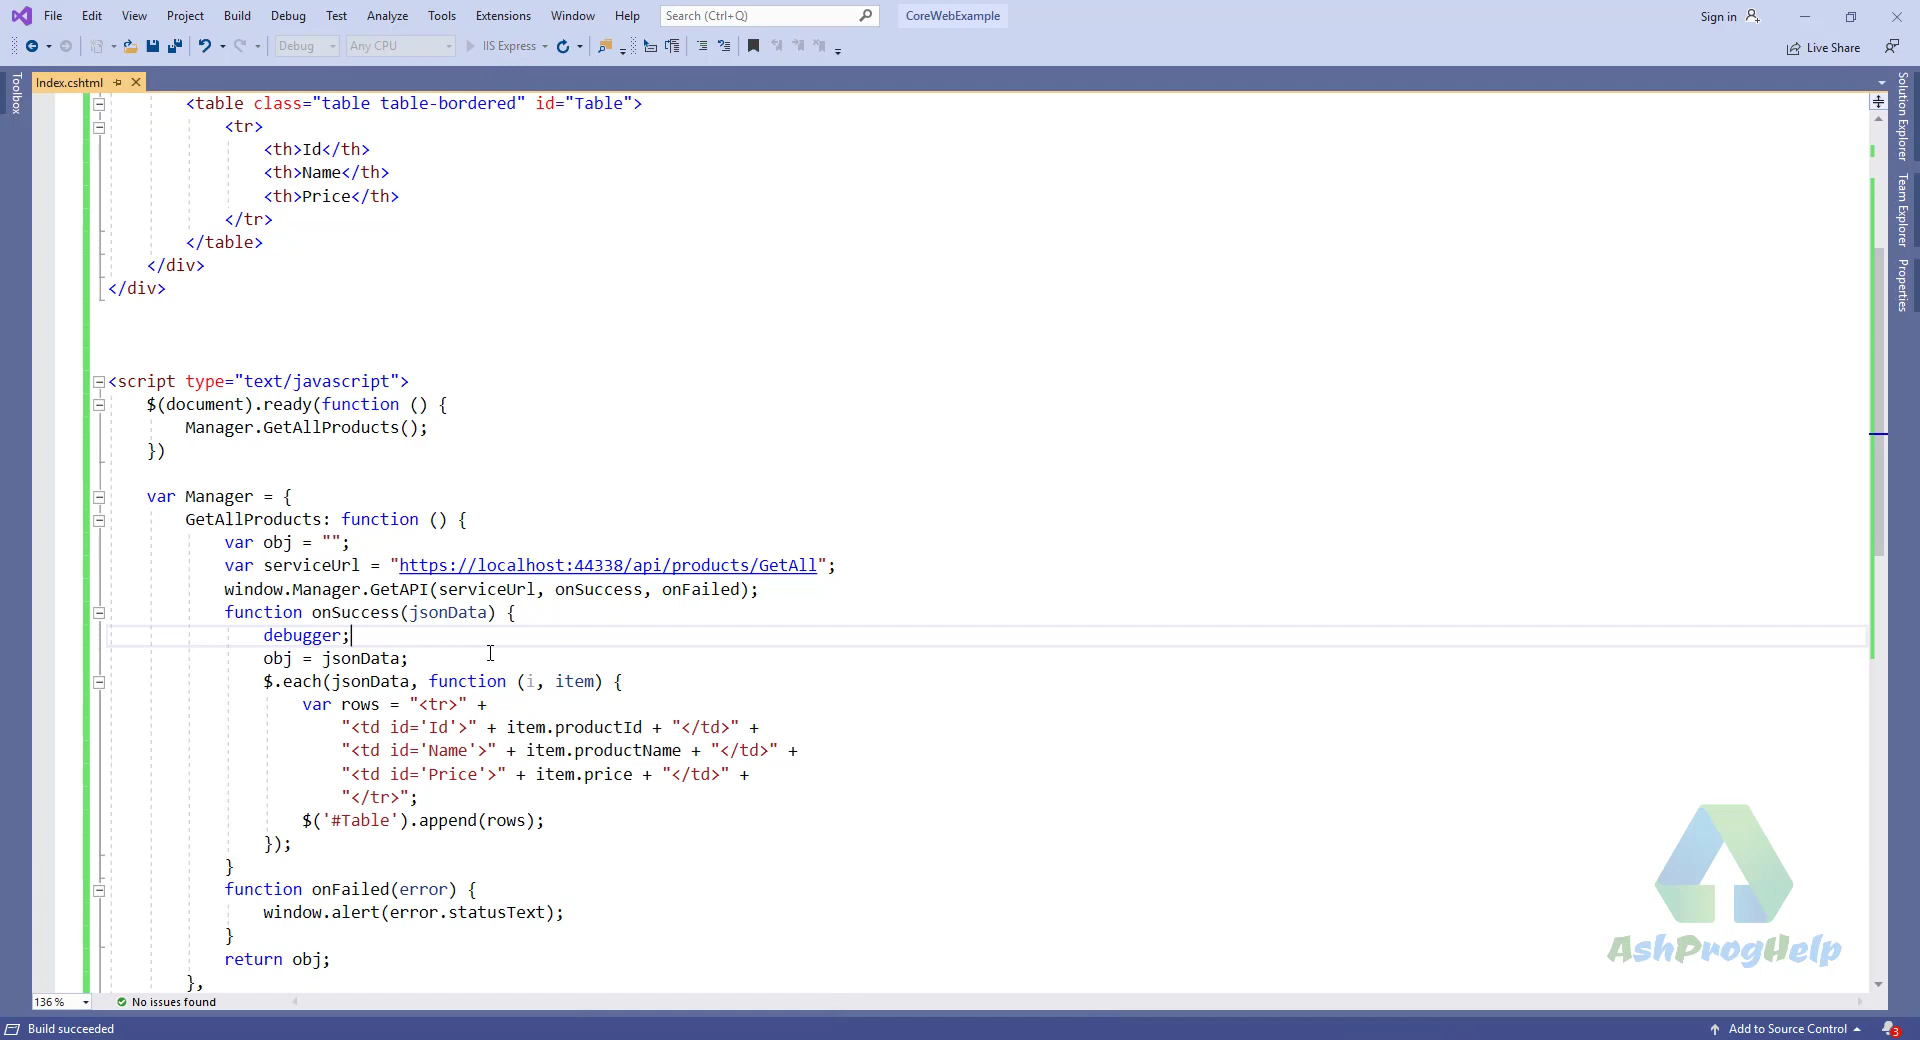 File Edit View Project Build Debug Test Analyze Tools Extensions Window Help Search (Ctrl+Q) CoreWebExample Sign in
Debug Any CPU IIS Express Live Share
Index.cshtml
Toolbox
Solution Explorer
Team Explorer
Properties
<table class="table table-bordered" id="Table">
<tr>
<th>Id</th>
<th>Name</th>
<th>Price</th>
</tr>
</table>
</div>
</div>
<script type="text/javascript">
$(document).ready(function () {
Manager.GetAllProducts();
})
var Manager = {
GetAllProducts: function () {
var obj = "";
var serviceUrl = "https://localhost:44338/api/products/GetAll";
window.Manager.GetAPI(serviceUrl, onSuccess, onFailed);
function onSuccess(jsonData) {
debugger;
obj = jsonData;
$.each(jsonData, function (i, item) {
var rows = "<tr>" +
"<td id='Id'>" + item.productId + "</td>" +
"<td id='Name'>" + item.productName + "</td>" +
"<td id='Price'>" + item.price + "</td>" +
"</tr>";
$('#Table').append(rows);
});
}
function onFailed(error) {
window.alert(error.statusText);
}
return obj;
},
AshProgHelp
136 % No issues found
Build succeeded Add to Source Control 3